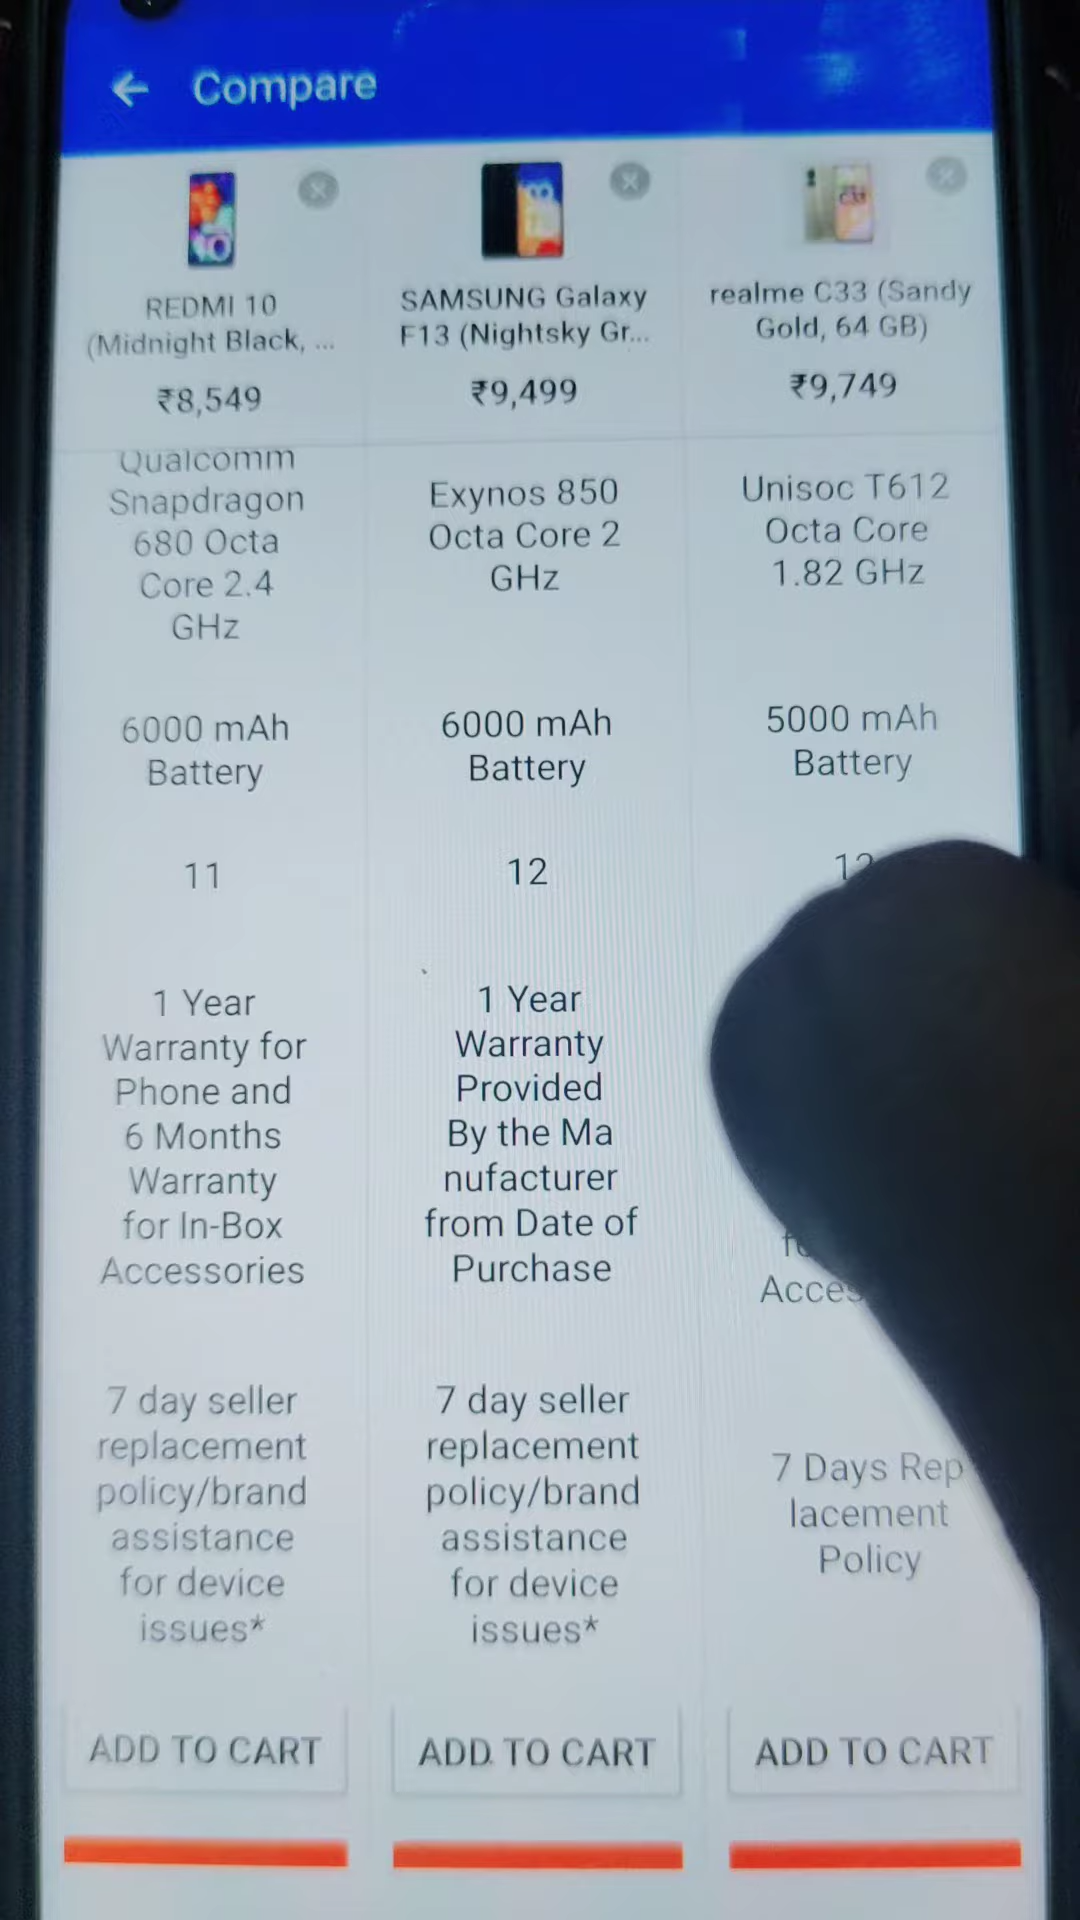 Compare
REDMI 10
(Midnight Black, ...
₹8,549
SAMSUNG Galaxy
F13 (Nightsky Gr...
₹9,499
realme C33 (Sandy
Gold, 64 GB)
₹9,749
Qualcomm
Snapdragon
680 Octa
Core 2.4
GHz
Exynos 850
Octa Core 2
GHz
Unisoc T612
Octa Core
1.82 GHz
6000 mAh
Battery
6000 mAh
Battery
5000 mAh
Battery
11
12
12
1 Year
Warranty for
Phone and
6 Months
Warranty
for In-Box
Accessories
1 Year
Warranty
Provided
By the Ma
nufacturer
from Date of
Purchase
7 day seller
replacement
policy/brand
assistance
for device
issues*
7 day seller
replacement
policy/brand
assistance
for device
issues*
7 Days Rep
lacement
Policy
ADD TO CART
ADD TO CART
ADD TO CART